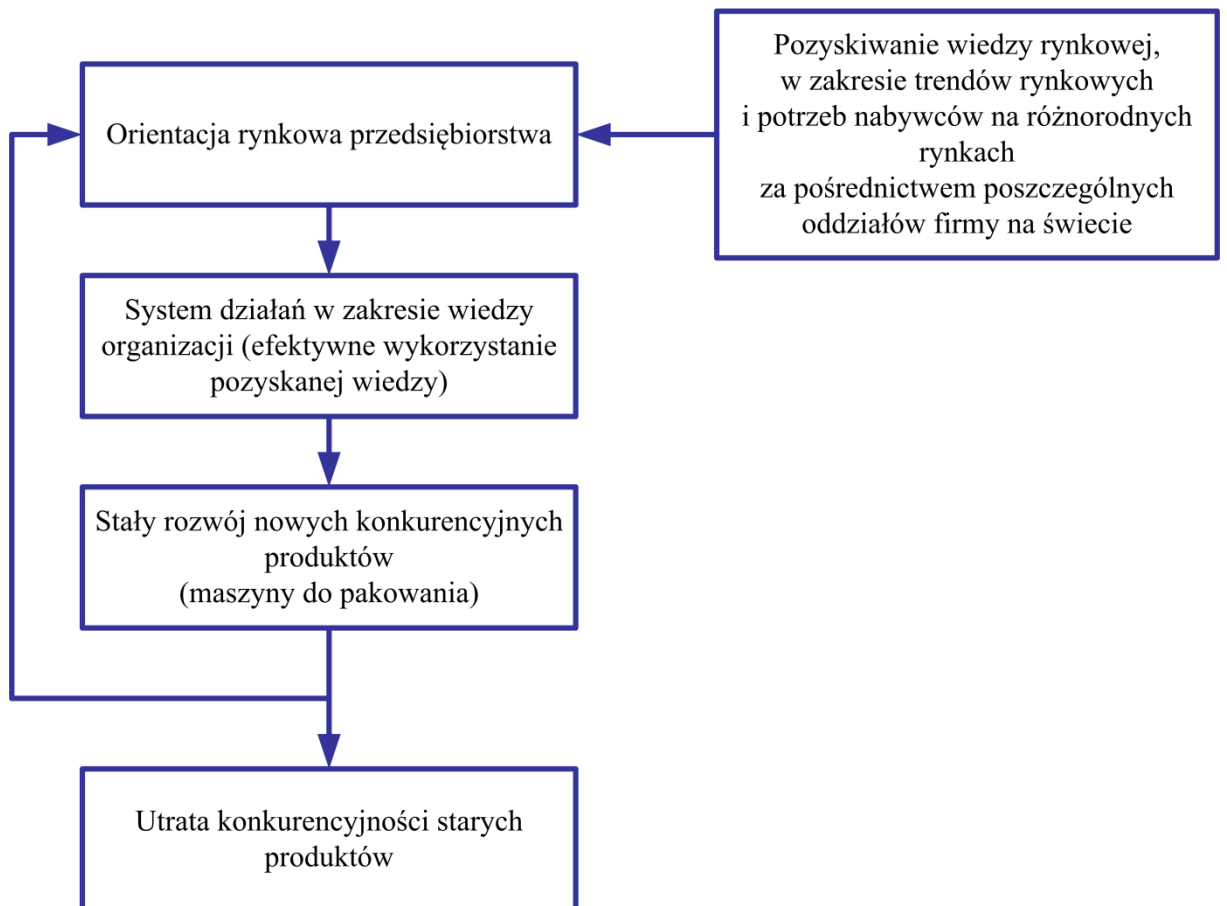 Pozyskiwanie wiedzy rynkowej,
w zakresie trendów rynkowych
i potrzeb nabywców na różnorodnych
rynkach
za pośrednictwem poszczególnych
oddziałów firmy na świecie
Orientacja rynkowa przedsiębiorstwa
System działań w zakresie wiedzy
organizacji (efektywne wykorzystanie
pozyskanej wiedzy)
Stały rozwój nowych konkurencyjnych
produktów
(maszyny do pakowania)
Utrata konkurencyjności starych
produktów